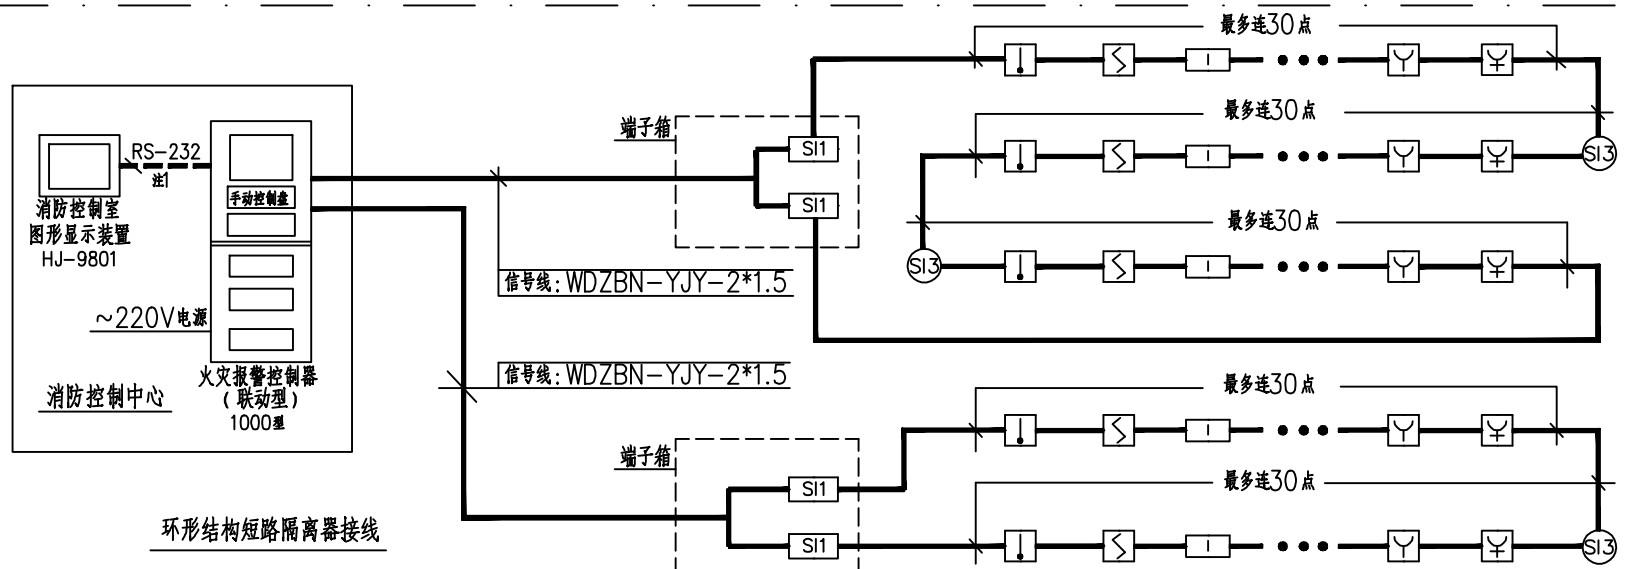 最多连30点
最多连30点
端子箱
SI1
RS-232
注1
SI3
手动控制盘
消防控制室
图形显示装置
HJ-9801
SI1
最多连30点
SI3
信号线:WDZBN-YJY-2*1.5
~220V电源
信号线:WDZBN-YJY-2*1.5
火灾报警控制器
(联动型)
1000型
消防控制中心
最多连30点
端子箱
SI1
最多连30点
环形结构短路隔离器接线
SI1
SI3